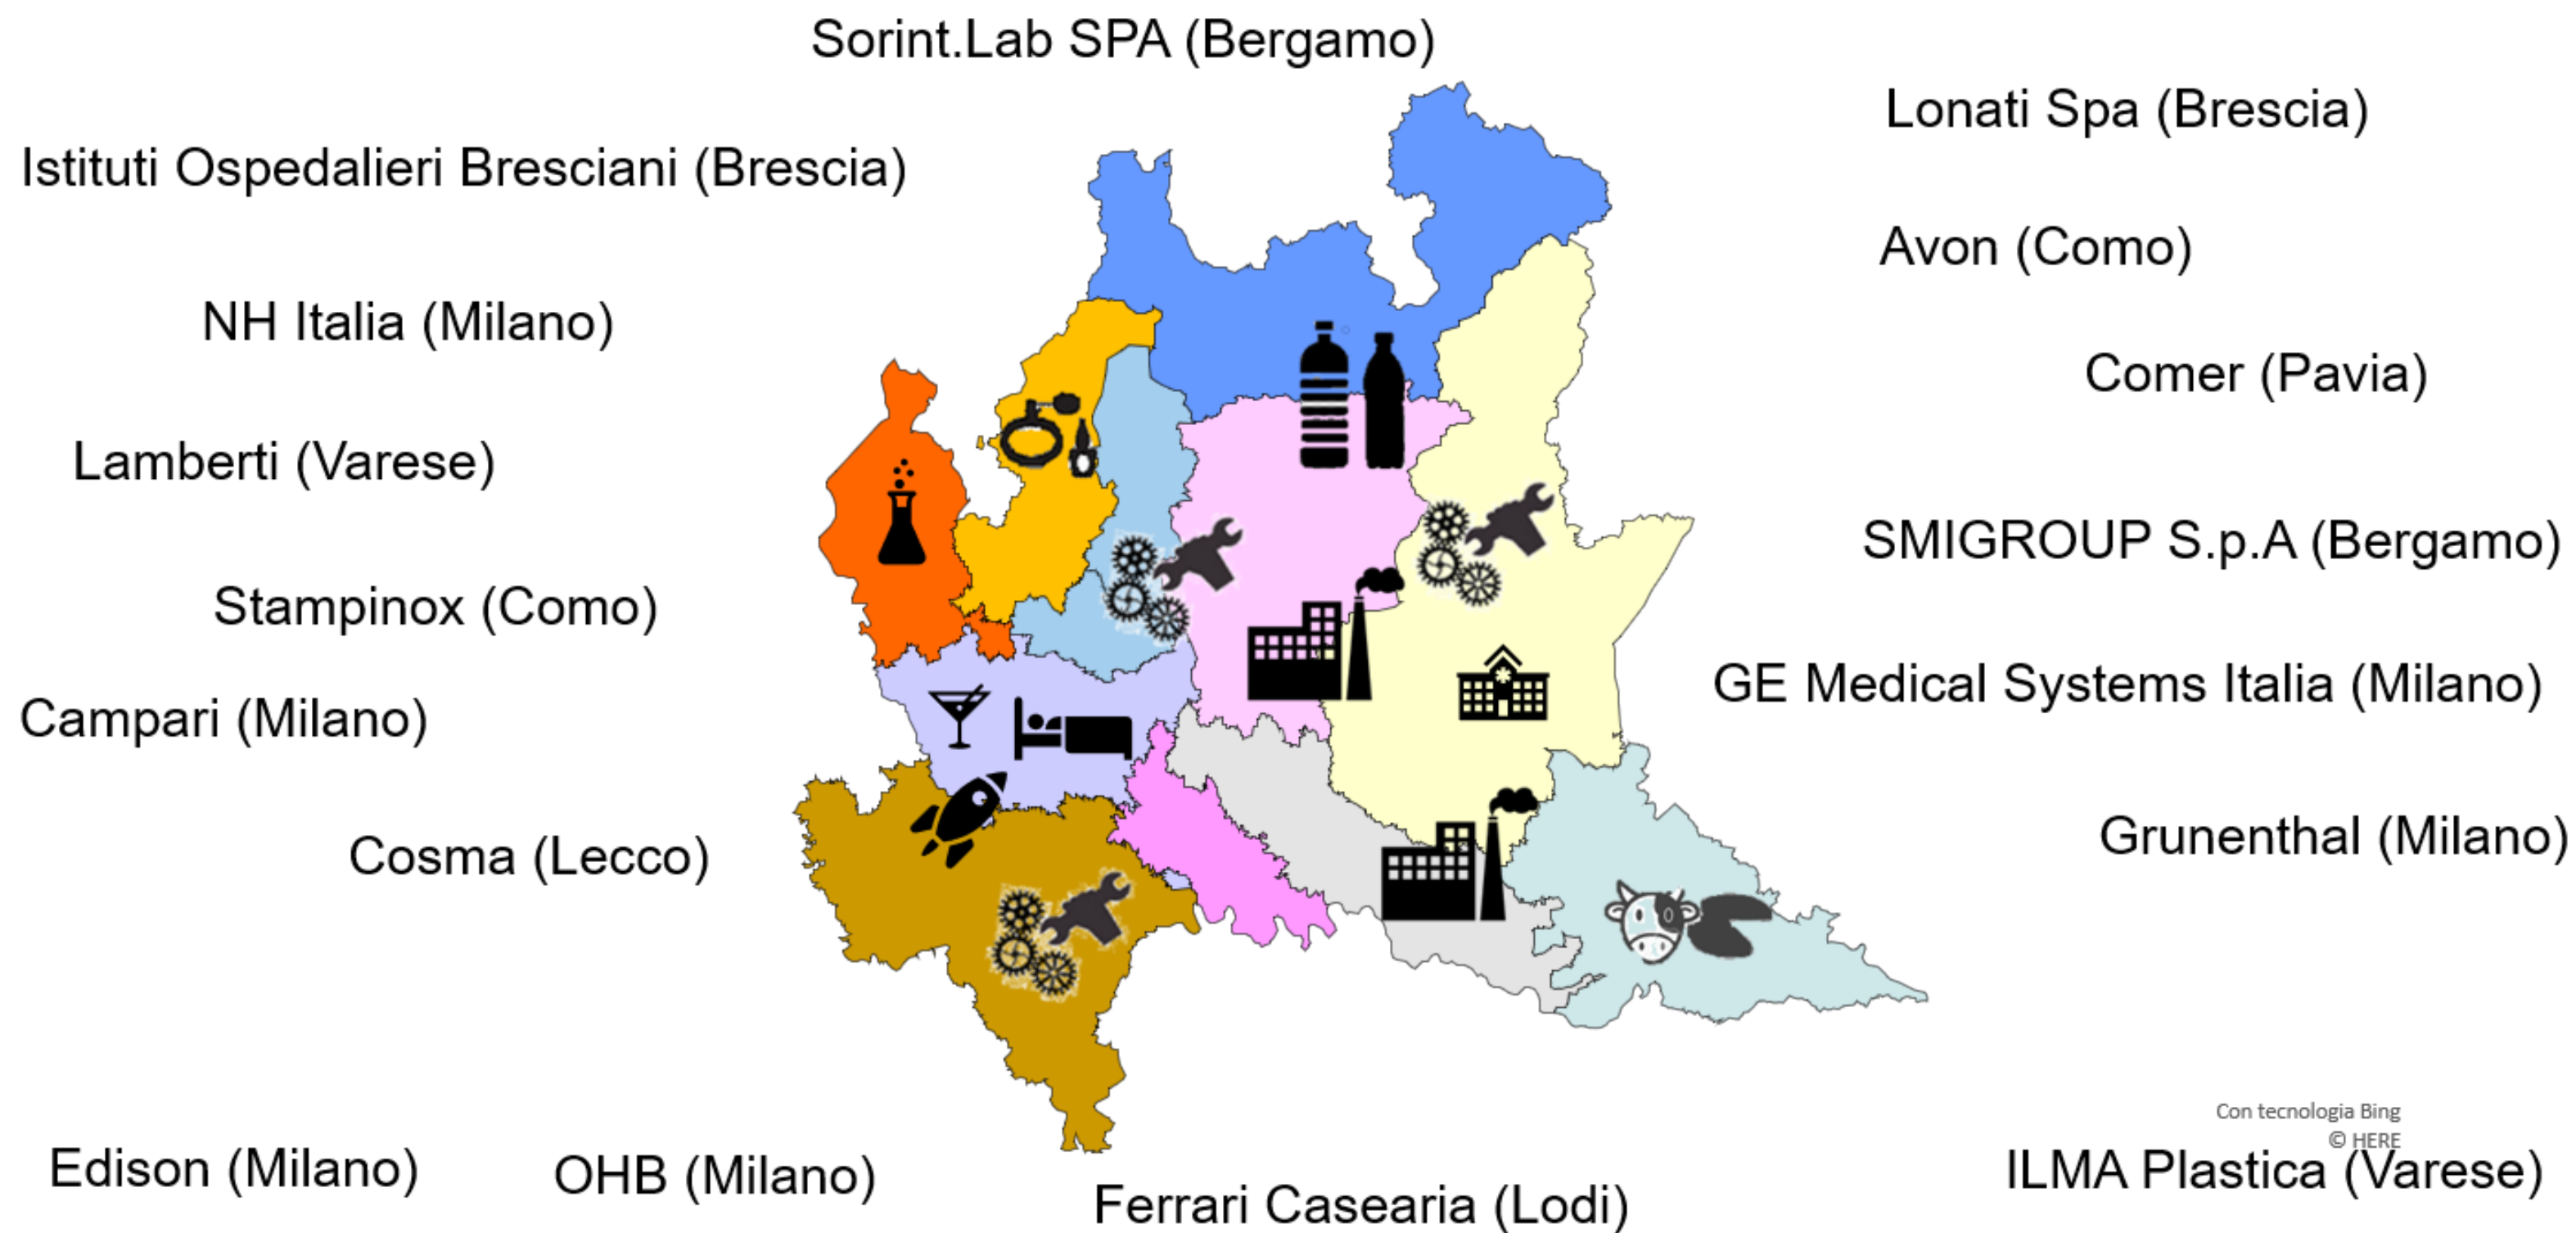 Sorint.Lab SPA (Bergamo)
Lonati Spa (Brescia)
Istituti Ospedalieri Bresciani (Brescia)
Avon (Como)
NH Italia (Milano)
Comer (Pavia)
Lamberti (Varese)
SMIGROUP S.p.A (Bergamo)
Stampinox (Como)
GE Medical Systems Italia (Milano)
Campari (Milano)
Grunenthal (Milano)
Cosma (Lecco)
Con tecnologia Bing
© HERE
Edison (Milano)
OHB (Milano)
ILMA Plastica (Varese)
Ferrari Casearia (Lodi)